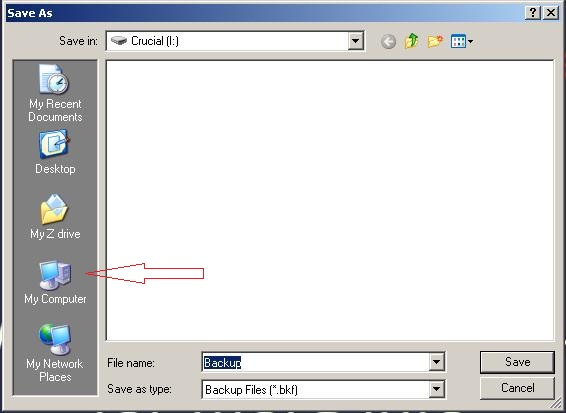 Save As
Save in:
Crucial (I:)
My Recent
Documents
Desktop
My Z drive
My Computer
My Network
Places
File name:
Backup
Save
Save as type:
Backup Files (*.bkf)
Cancel